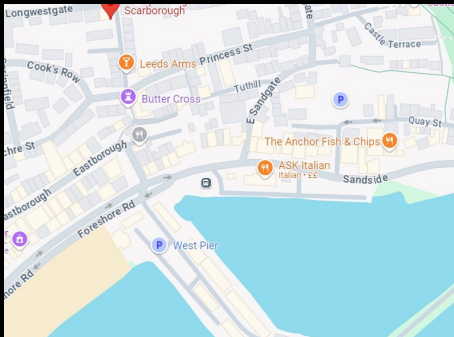 Longwestgate
Scarborough
Castle Terrace
Leeds Arms
Princess St
Cook's Row
Tuthill
Butter Cross
P
E Sandgate
Quay St
The Anchor Fish & Chips
Eastborough
ASK Italian
Italian • ££
Sandside
Foreshore Rd
P West Pier